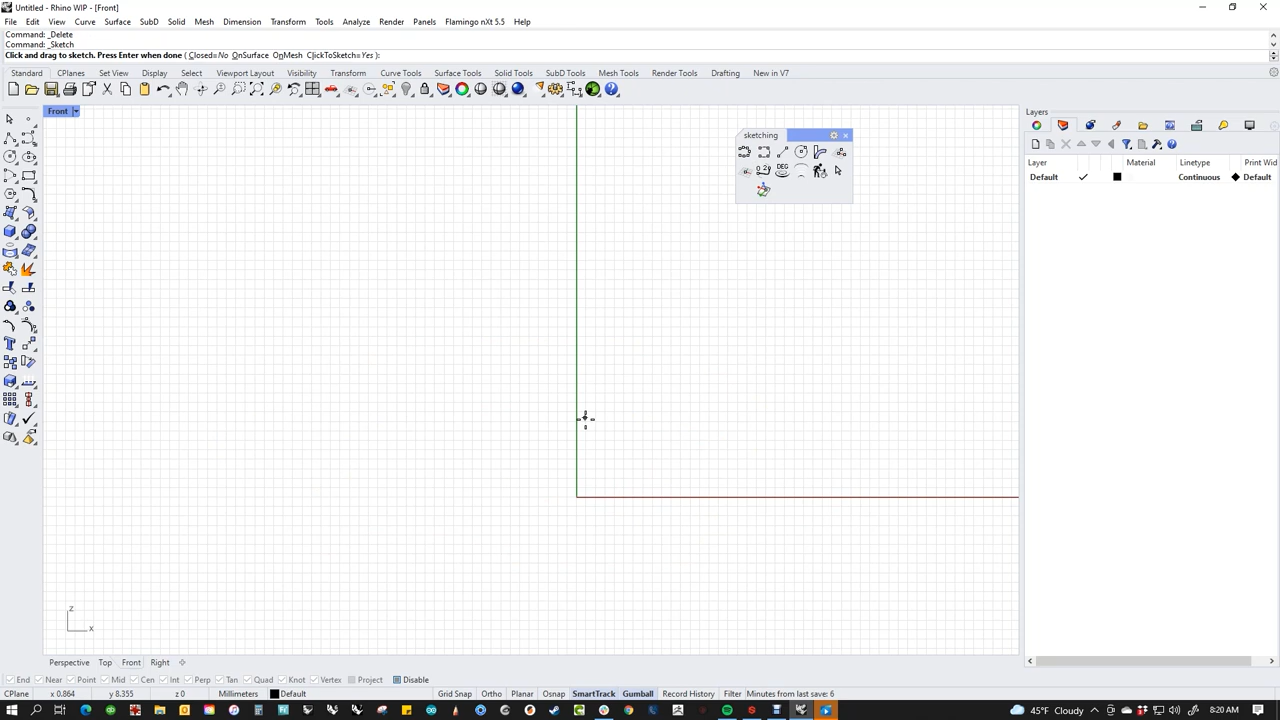 Untitled - Rhino WIP - [Front]
File Edit View Curve Surface SubD Solid Mesh Dimension Transform Tools Analyze Render Panels Flamingo nXt 5.5 Help
Command: _Delete
Command: _Sketch
Click and drag to sketch. Press Enter when done ( Closed=No OnSurface OnMesh ClickToSketch=Yes ):
Standard CPlanes Set View Display Select Viewport Layout Visibility Transform Curve Tools Surface Tools Solid Tools SubD Tools Mesh Tools Render Tools Drafting New in V7
Front
Layers
sketching
0.2
DEG
Layer Material Linetype Print Wid
Default Continuous Default
z
x
Perspective Top Front Right
End Near Point Mid Cen Int Perp Tan Quad Knot Vertex Project Disable
CPlane x 0.864 y 8.355 z 0 Millimeters Default Grid Snap Ortho Planar Osnap SmartTrack Gumball Record History Filter Minutes from last save: 6
45°F Cloudy 8:20 AM